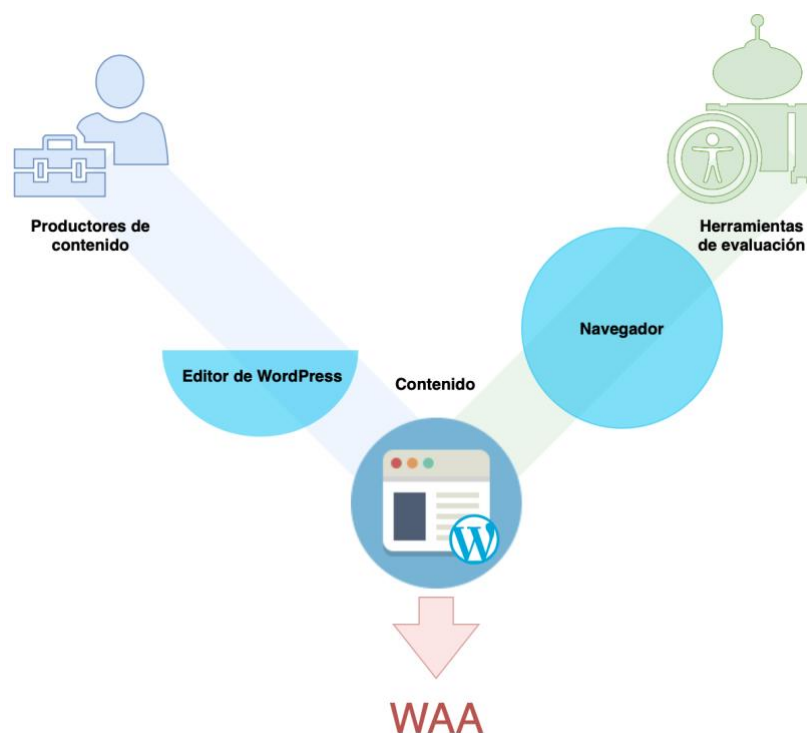 Productores de
contenido
Herramientas
de evaluación
Navegador
Editor de WordPress
Contenido
W
WAA